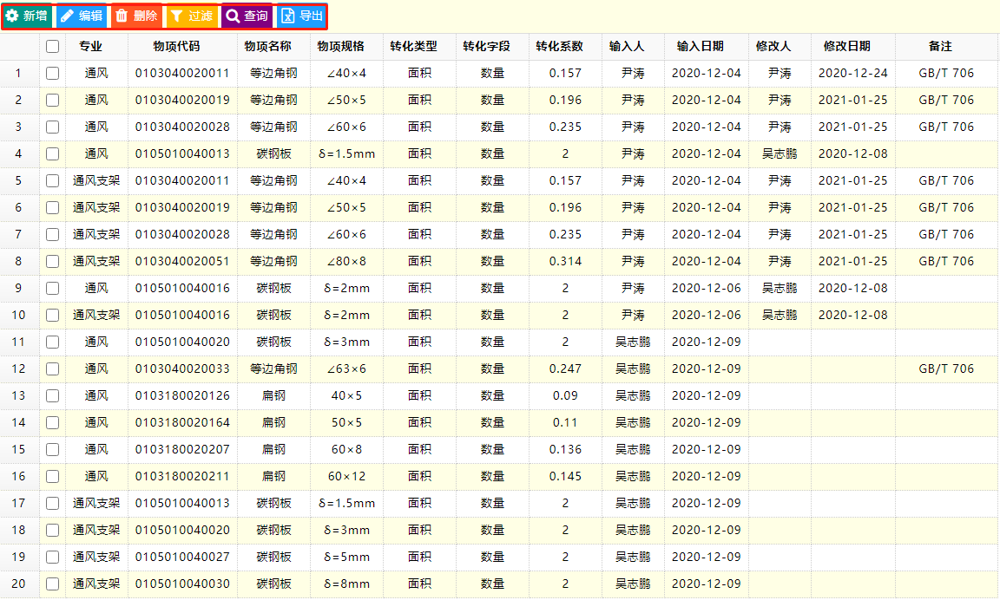 新增 编辑 删除 过滤 查询 导出
专业 物项代码 物项名称 物项规格 转化类型 转化字段 转化系数 输入人 输入日期 修改人 修改日期 备注
1 通风 0103040020011 等边角钢 ∠40×4 面积 数量 0.157 尹涛 2020-12-04 尹涛 2020-12-24 GB/T 706
2 通风 0103040020019 等边角钢 ∠50×5 面积 数量 0.196 尹涛 2020-12-04 尹涛 2021-01-25 GB/T 706
3 通风 0103040020028 等边角钢 ∠60×6 面积 数量 0.235 尹涛 2020-12-04 尹涛 2021-01-25 GB/T 706
4 通风 0105010040013 碳钢板 δ=1.5mm 面积 数量 2 尹涛 2020-12-04 吴志鹏 2020-12-08
5 通风支架 0103040020011 等边角钢 ∠40×4 面积 数量 0.157 尹涛 2020-12-04 尹涛 2021-01-25 GB/T 706
6 通风支架 0103040020019 等边角钢 ∠50×5 面积 数量 0.196 尹涛 2020-12-04 尹涛 2021-01-25 GB/T 706
7 通风支架 0103040020028 等边角钢 ∠60×6 面积 数量 0.235 尹涛 2020-12-04 尹涛 2021-01-25 GB/T 706
8 通风支架 0103040020051 等边角钢 ∠80×8 面积 数量 0.314 尹涛 2020-12-04 尹涛 2021-01-25 GB/T 706
9 通风 0105010040016 碳钢板 δ=2mm 面积 数量 2 尹涛 2020-12-06 吴志鹏 2020-12-08
10 通风支架 0105010040016 碳钢板 δ=2mm 面积 数量 2 尹涛 2020-12-06 吴志鹏 2020-12-08
11 通风 0105010040020 碳钢板 δ=3mm 面积 数量 2 吴志鹏 2020-12-09
12 通风 0103040020033 等边角钢 ∠63×6 面积 数量 0.247 吴志鹏 2020-12-09 GB/T 706
13 通风 0103180020126 扁钢 40×5 面积 数量 0.09 吴志鹏 2020-12-09
14 通风 0103180020164 扁钢 50×5 面积 数量 0.11 吴志鹏 2020-12-09
15 通风 0103180020207 扁钢 60×8 面积 数量 0.136 吴志鹏 2020-12-09
16 通风 0103180020211 扁钢 60×12 面积 数量 0.145 吴志鹏 2020-12-09
17 通风支架 0105010040013 碳钢板 δ=1.5mm 面积 数量 2 吴志鹏 2020-12-09
18 通风支架 0105010040020 碳钢板 δ=3mm 面积 数量 2 吴志鹏 2020-12-09
19 通风支架 0105010040027 碳钢板 δ=5mm 面积 数量 2 吴志鹏 2020-12-09
20 通风支架 0105010040030 碳钢板 δ=8mm 面积 数量 2 吴志鹏 2020-12-09